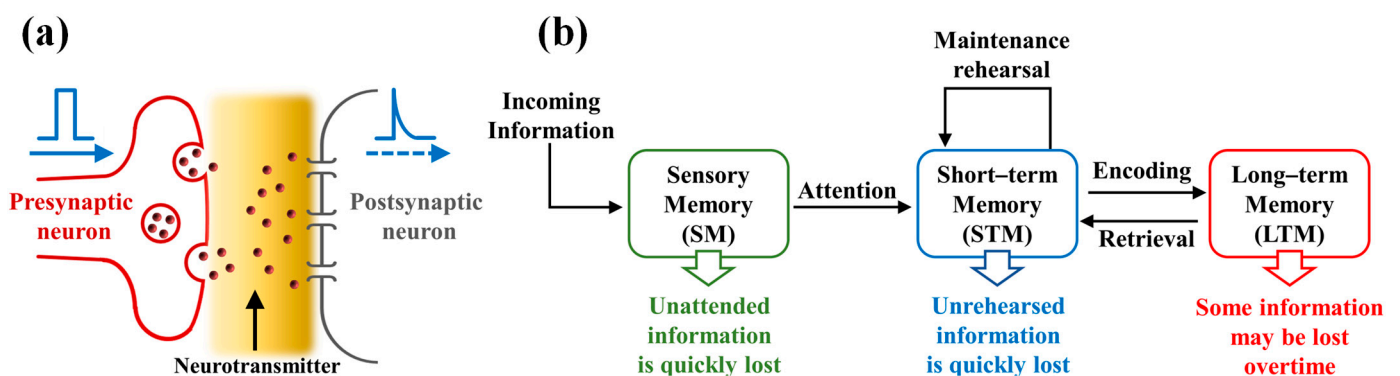 (a)
Presynaptic
neuron
Postsynaptic
neuron
Neurotransmitter
(b)
Incoming
Information
Sensory
Memory
(SM)
Attention
Maintenance
rehearsal
Short–term
Memory
(STM)
Encoding
Retrieval
Long–term
Memory
(LTM)
Unattended
information
is quickly lost
Unrehearsed
information
is quickly lost
Some information
may be lost
overtime